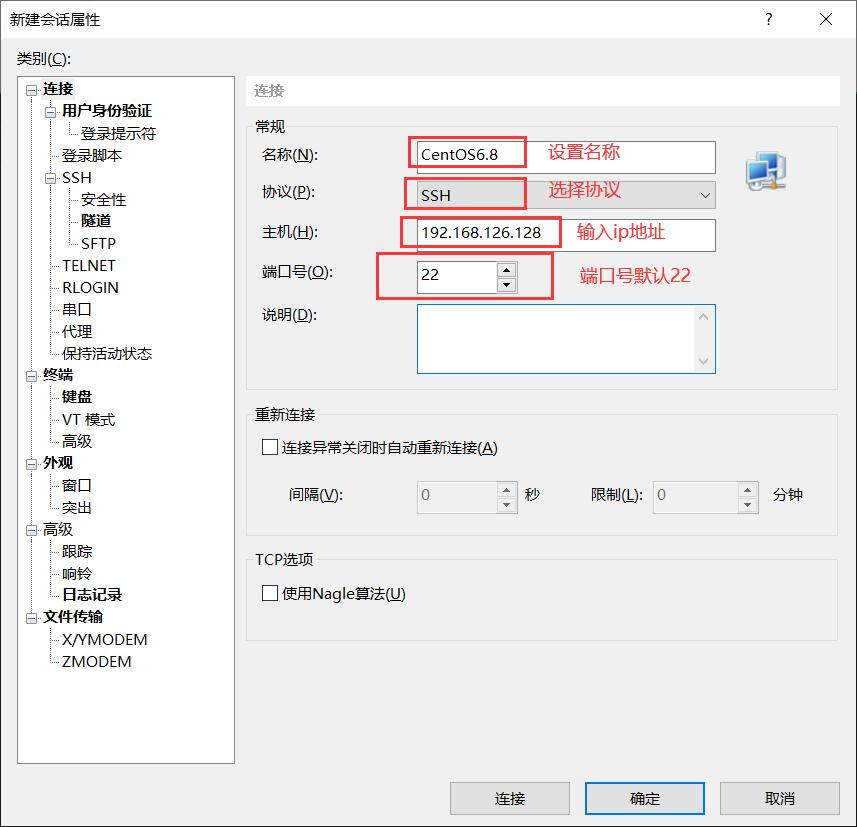 新建会话属性
?
类别(C):
连接
用户身份验证
登录提示符
登录脚本
SSH
安全性
隧道
SFTP
TELNET
RLOGIN
串口
代理
保持活动状态
终端
键盘
VT 模式
高级
外观
窗口
突出
高级
跟踪
响铃
日志记录
文件传输
X/YMODEM
ZMODEM
连接
常规
名称(N): CentOS6.8 设置名称
协议(P): SSH 选择协议
主机(H): 192.168.126.128 输入ip地址
端口号(O): 22 端口号默认22
说明(D):
重新连接
连接异常关闭时自动重新连接(A)
间隔(V): 0 秒 限制(L): 0 分钟
TCP选项
使用Nagle算法(U)
连接 确定 取消